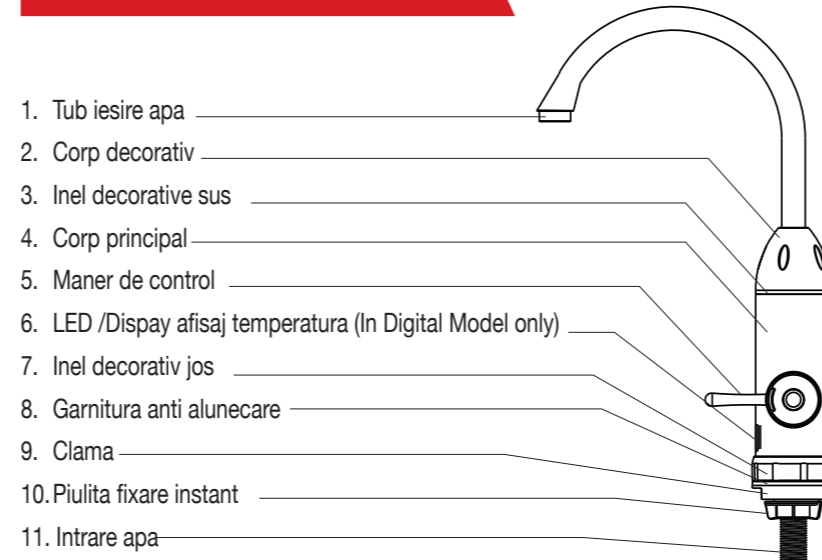 1. Tub iesire apa
2. Corp decorativ
3. Inel decorative sus
4. Corp principal
5. Maner de control
6. LED /Dispay afisaj temperatura (In Digital Model only)
7. Inel decorativ jos
8. Garnitura anti alunecare
9. Clama
10. Piulita fixare instant
11. Intrare apa